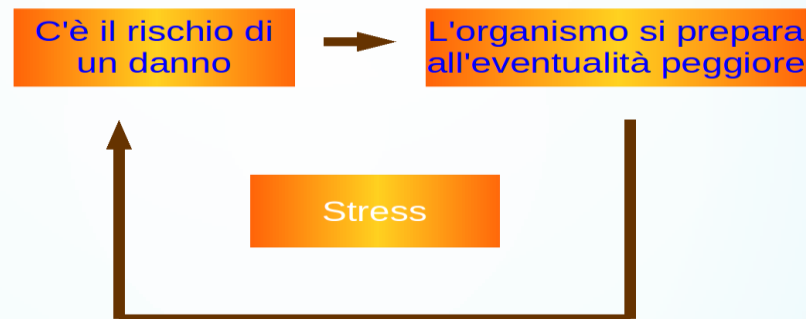 C'è il rischio di
un danno
L'organismo si prepara
all'eventualità peggiore
Stress